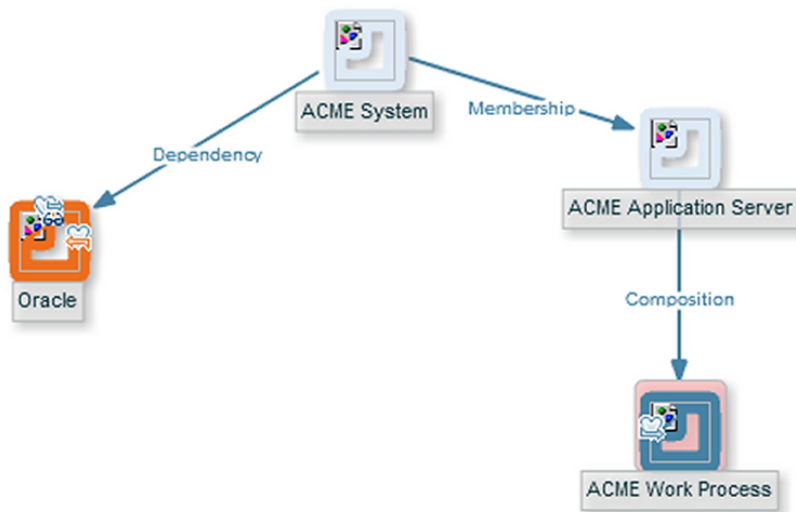 ACME System
Membership
Dependency
ACME Application Server
Oracle
Composition
ACME Work Process